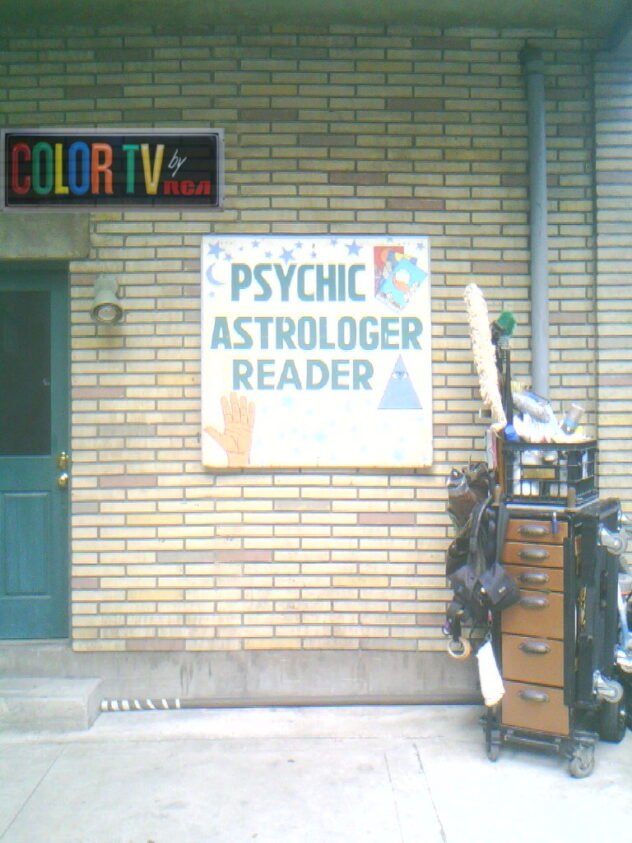 COLOR TV by RCA
PSYCHIC
ASTROLOGER
READER